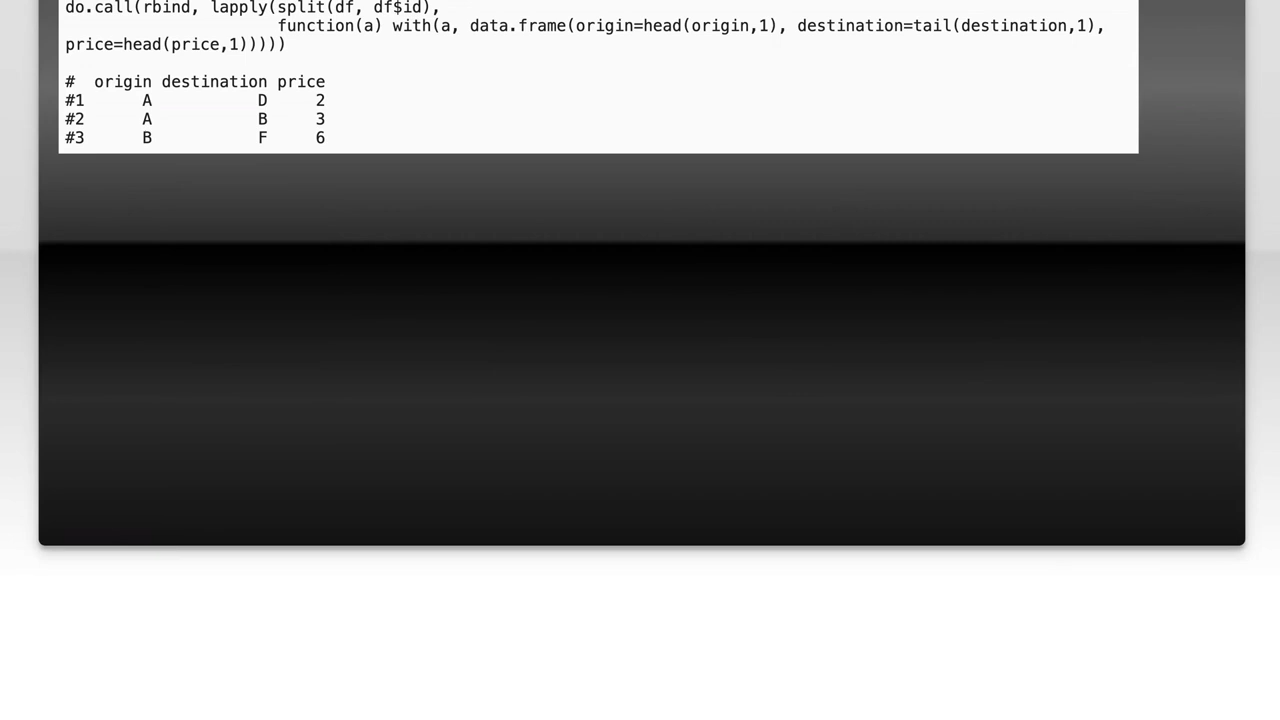 do.call(rbind, lapply(split(df, df$id),
function(a) with(a, data.frame(origin=head(origin,1), destination=tail(destination,1),
price=head(price,1)))))
#  origin destination price
#1      A           D     2
#2      A           B     3
#3      B           F     6